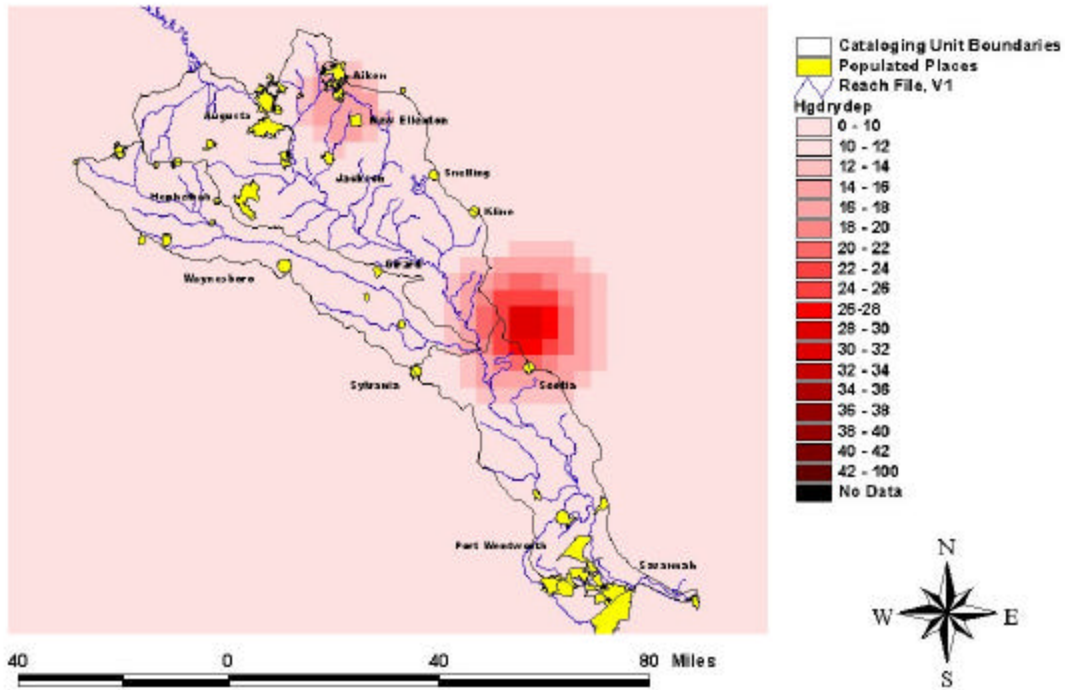 Cataloging Unit Boundaries
Populated Places
Reach File, V1
Hgdrydep
0 - 10
10 - 12
12 - 14
14 - 16
16 - 18
18 - 20
20 - 22
22 - 24
24 - 26
26-28
28 - 30
30 - 32
32 - 34
34 - 36
36 - 38
38 - 40
40 - 42
42 - 100
No Data
Aiken
Augusta
New Ellenton
Jackson
Snelling
Hephzibah
Kline
Girard
Waynesboro
Sylvania
Scotia
Port Wentworth
Savannah
N
W
E
S
40
0
40
80 Miles